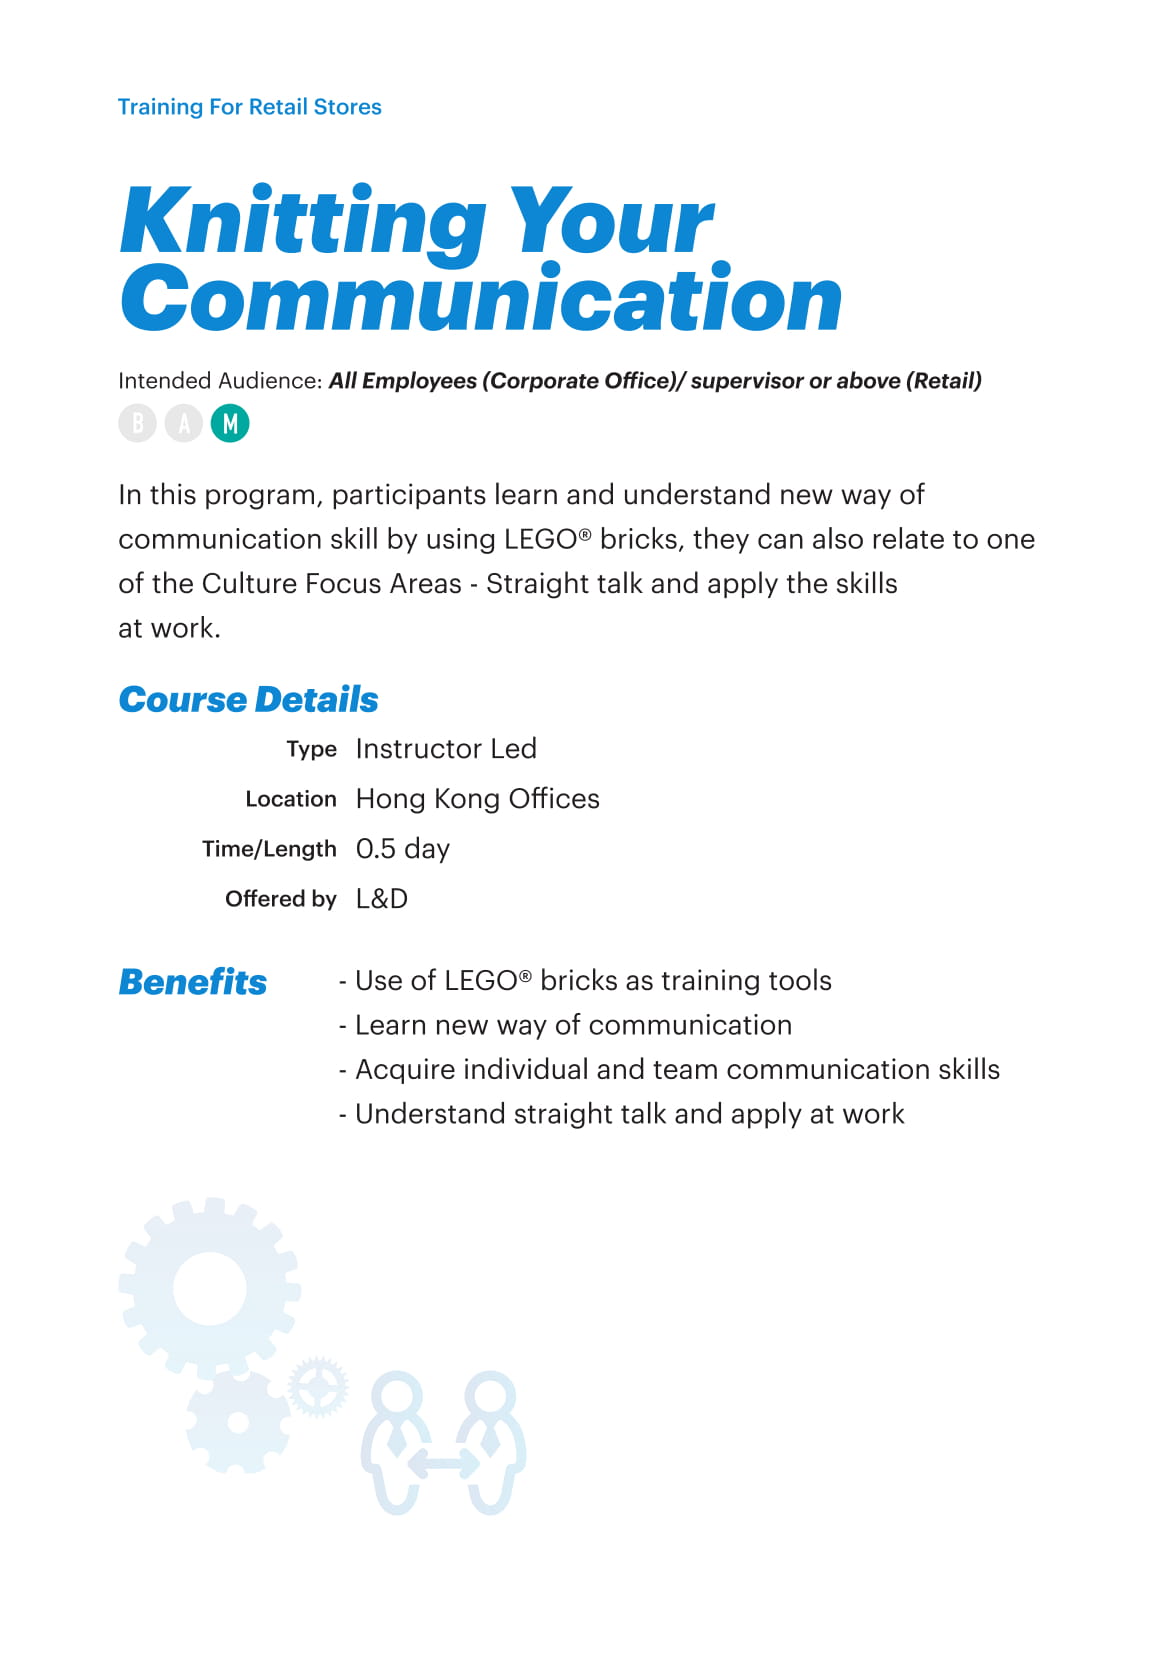 Training For Retail Stores
Knitting Your
Communication
Intended Audience: All Employees (Corporate Office)/ supervisor or above (Retail)
B A M
In this program, participants learn and understand new way of
communication skill by using LEGO® bricks, they can also relate to one
of the Culture Focus Areas - Straight talk and apply the skills
at work.
Course Details
Type Instructor Led
Location Hong Kong Offices
Time/Length 0.5 day
Offered by L&D
Benefits - Use of LEGO® bricks as training tools
- Learn new way of communication
- Acquire individual and team communication skills
- Understand straight talk and apply at work